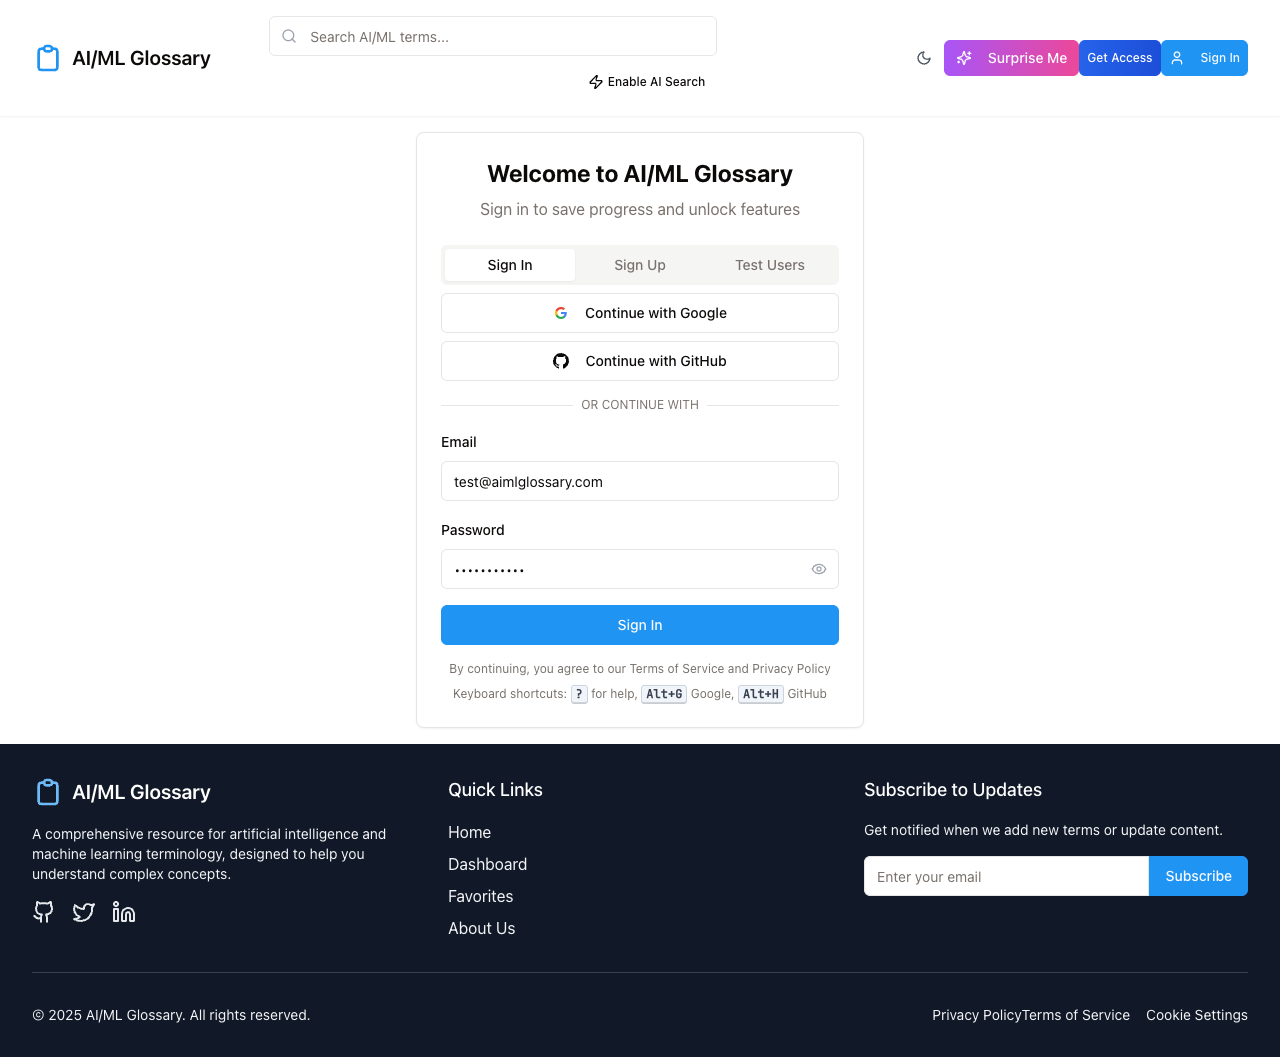 AI/ML Glossary
Search AI/ML terms...
Enable AI Search
Surprise Me
Get Access
Sign In
Welcome to AI/ML Glossary
Sign in to save progress and unlock features
Sign In
Sign Up
Test Users
Continue with Google
Continue with GitHub
OR CONTINUE WITH
Email
test@aimlglossary.com
Password
•••••••••••
Sign In
By continuing, you agree to our Terms of Service and Privacy Policy
Keyboard shortcuts: ? for help, Alt+G Google, Alt+H GitHub
AI/ML Glossary
A comprehensive resource for artificial intelligence and
machine learning terminology, designed to help you
understand complex concepts.
Quick Links
Home
Dashboard
Favorites
About Us
Subscribe to Updates
Get notified when we add new terms or update content.
Enter your email
Subscribe
© 2025 AI/ML Glossary. All rights reserved.
Privacy Policy
Terms of Service
Cookie Settings